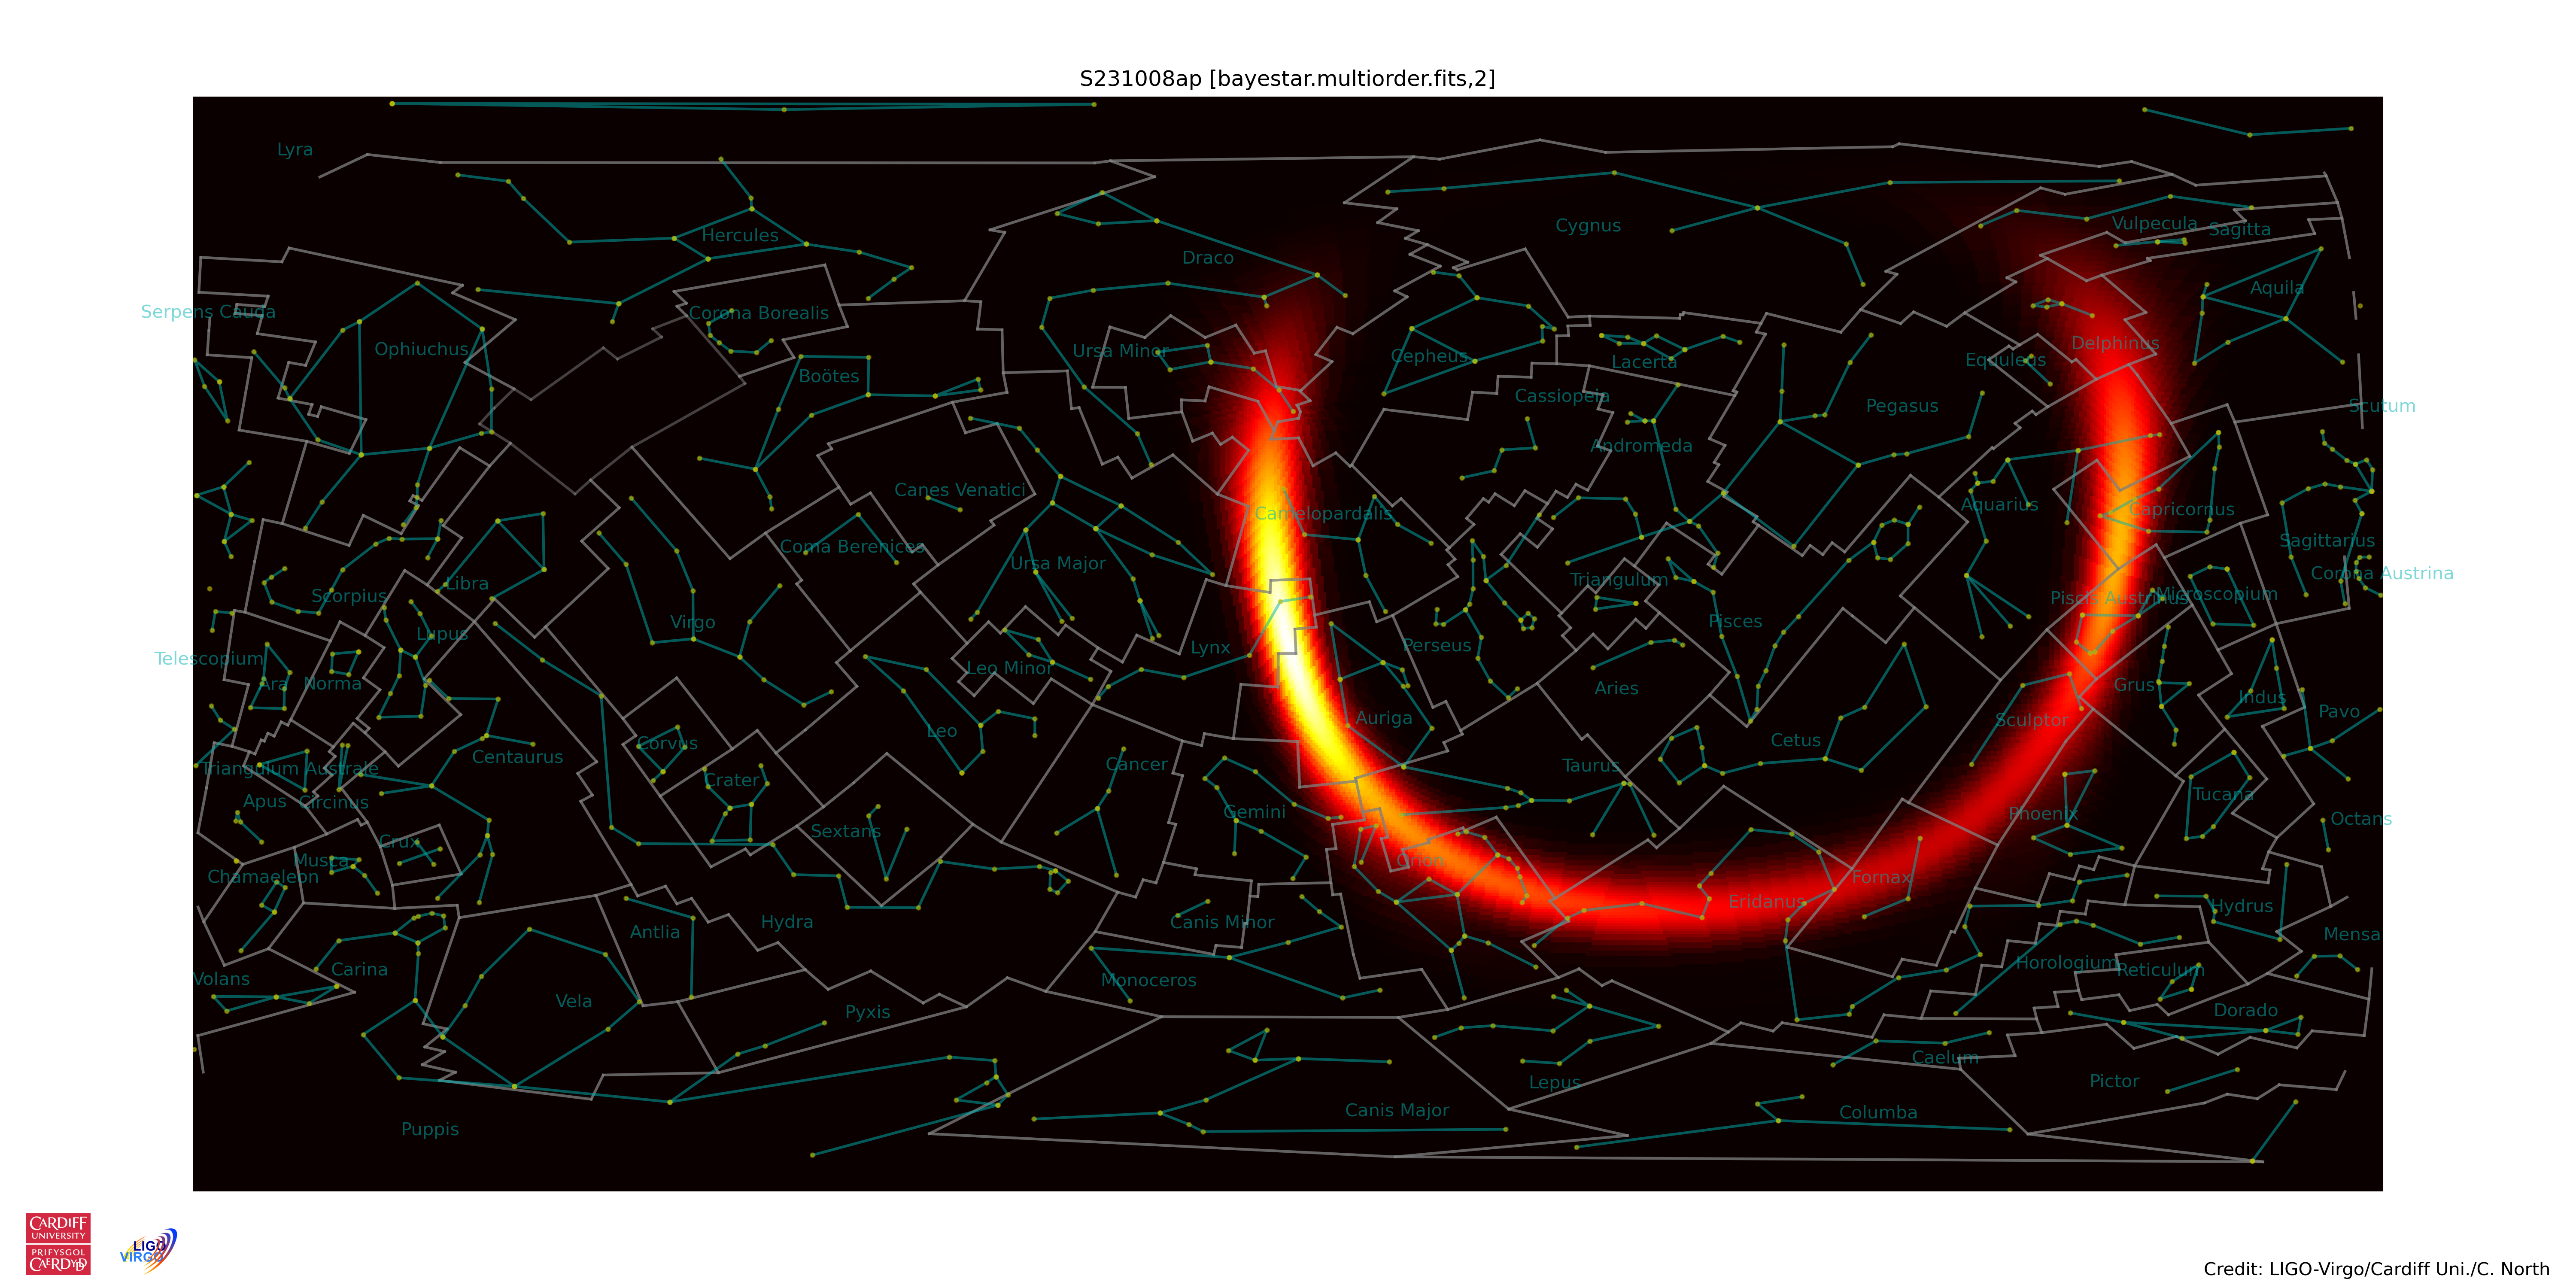 S231008ap [bayestar.multiorder.fits,2]
Lyra
Cygnus
Vulpecula
Sagitta
Hercules
Draco
Aquila
Serpens Cauda
Corona Borealis
Ophiuchus
Ursa Minor
Cepheus
Lacerta
Equuleus
Delphinus
Boötes
Cassiopeia
Pegasus
Scutum
Andromeda
Canes Venatici
Camelopardalis
Aquarius
Capricornus
Coma Berenices
Ursa Major
Sagittarius
Corona Austrina
Scorpius
Libra
Triangulum
Piscis Austrinus
Microscopium
Lupus
Virgo
Lynx
Perseus
Pisces
Telescopium
Ara
Norma
Leo Minor
Aries
Grus
Indus
Pavo
Leo
Auriga
Sculptor
Centaurus
Corvus
Cetus
Triangulum Australe
Crater
Cancer
Taurus
Apus
Circinus
Gemini
Phoenix
Tucana
Octans
Crux
Sextans
Musca
Orion
Chamaeleon
Eridanus
Fornax
Hydra
Canis Minor
Hydrus
Antlia
Mensa
Volans
Carina
Monoceros
Horologium
Reticulum
Vela
Pyxis
Dorado
Caelum
Lepus
Pictor
Puppis
Canis Major
Columba
CARDIFF
UNIVERSITY
PRIFYSGOL
CAERDYDD
LIGO
VIRGO
Credit: LIGO-Virgo/Cardiff Uni./C. North